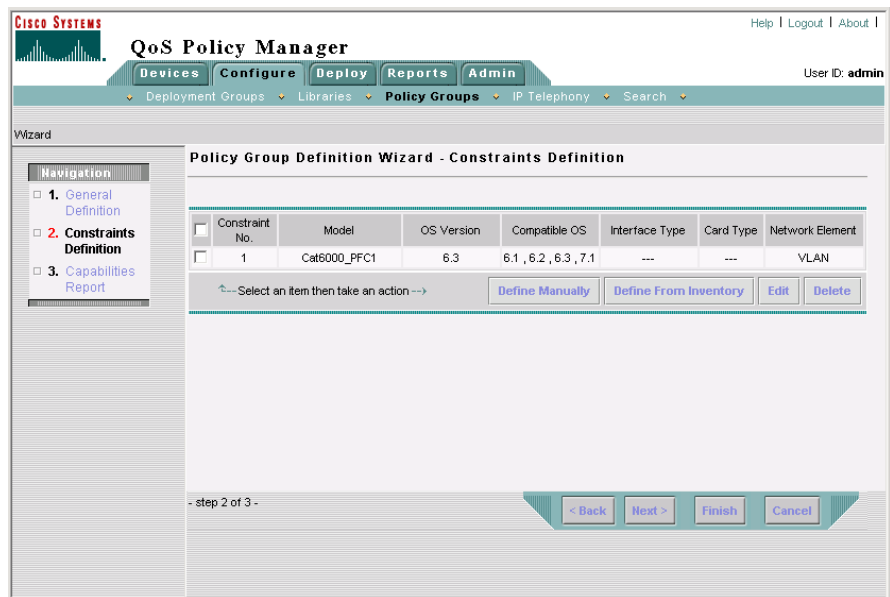 CISCO SYSTEMS
Help | Logout | About |
QoS Policy Manager
Devices Configure Deploy Reports Admin
User ID: admin
Deployment Groups Libraries Policy Groups IP Telephony Search
Wizard
Navigation
1. General Definition
2. Constraints Definition
3. Capabilities Report
Policy Group Definition Wizard - Constraints Definition
Constraint No. Model OS Version Compatible OS Interface Type Card Type Network Element
1 Cat6000_PFC1 6.3 6.1 , 6.2 , 6.3 , 7.1 --- --- VLAN
Select an item then take an action Define Manually Define From Inventory Edit Delete
- step 2 of 3 - < Back Next > Finish Cancel